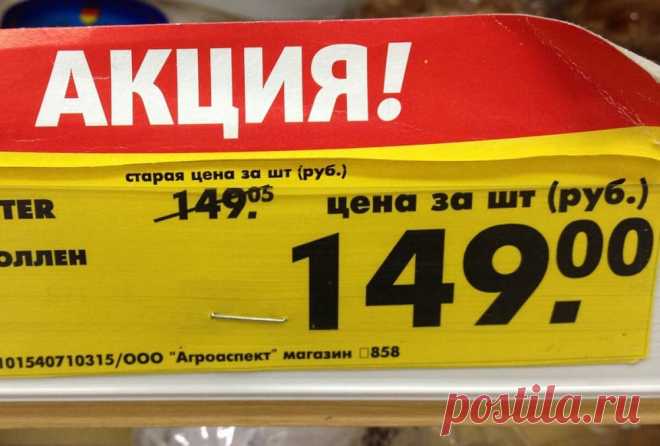 АКЦИЯ!
старая цена за шт (руб.)
149.05
цена за шт (руб.)
149.00
TER
ОЛЛЕН
101540710315/ООО "Агроаспект" магазин □858
postila.ru